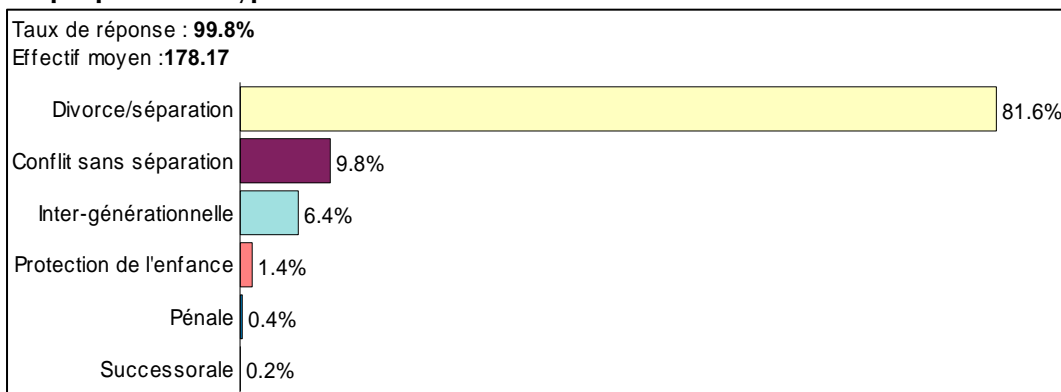 Taux de réponse : 99.8%
Effectif moyen :178.17
Divorce/séparation 81.6%
Conflit sans séparation 9.8%
Inter-générationnelle 6.4%
Protection de l'enfance 1.4%
Pénale 0.4%
Successorale 0.2%